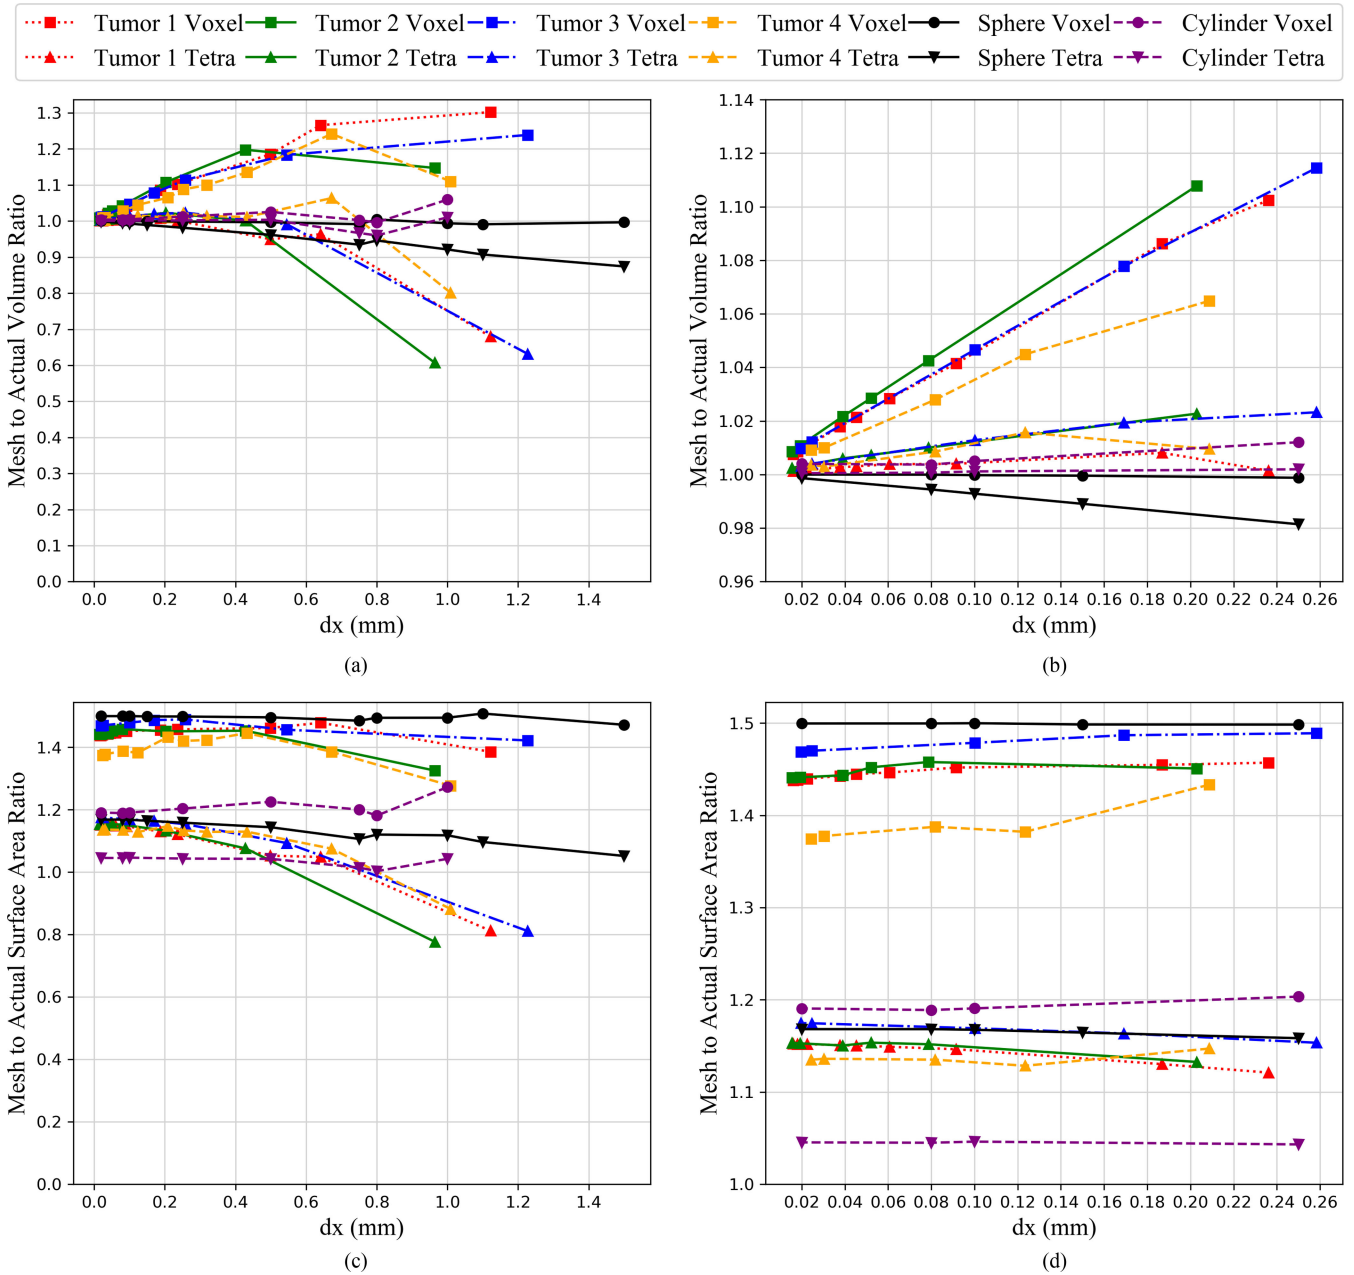 Tumor 1 Voxel Tumor 2 Voxel Tumor 3 Voxel Tumor 4 Voxel Sphere Voxel Cylinder Voxel
Tumor 1 Tetra Tumor 2 Tetra Tumor 3 Tetra Tumor 4 Tetra Sphere Tetra Cylinder Tetra
Mesh to Actual Volume Ratio
1.3
1.2
1.1
1.0
0.9
0.8
0.7
0.6
0.5
0.4
0.3
0.2
0.1
0.0
0.0 0.2 0.4 0.6 0.8 1.0 1.2 1.4
dx (mm)
(a)
Mesh to Actual Volume Ratio
1.14
1.12
1.10
1.08
1.06
1.04
1.02
1.00
0.98
0.96
0.02 0.04 0.06 0.08 0.10 0.12 0.14 0.16 0.18 0.20 0.22 0.24 0.26
dx (mm)
(b)
Mesh to Actual Surface Area Ratio
1.4
1.2
1.0
0.8
0.6
0.4
0.2
0.0
0.0 0.2 0.4 0.6 0.8 1.0 1.2 1.4
dx (mm)
(c)
Mesh to Actual Surface Area Ratio
1.5
1.4
1.3
1.2
1.1
1.0
0.02 0.04 0.06 0.08 0.10 0.12 0.14 0.16 0.18 0.20 0.22 0.24 0.26
dx (mm)
(d)